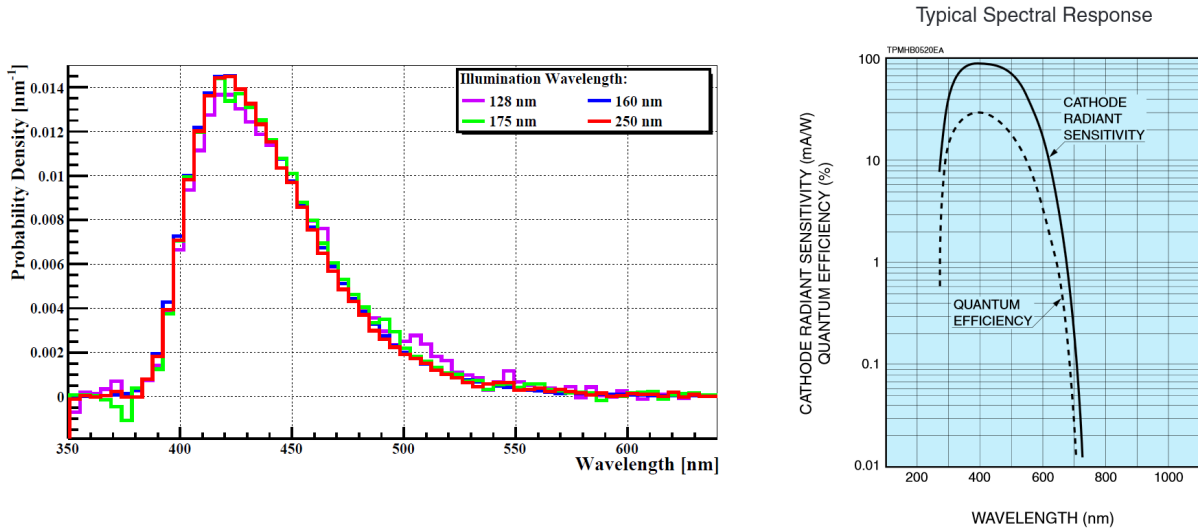 Probability Density [nm-1]
0.014
0.012
0.01
0.008
0.006
0.004
0.002
0
Illumination Wavelength:
128 nm
160 nm
175 nm
250 nm
350
400
450
500
550
600
Wavelength [nm]
Typical Spectral Response
TPMHB0520EA
CATHODE RADIANT SENSITIVITY (mA/W)
QUANTUM EFFICIENCY (%)
100
10
1
0.1
0.01
CATHODE
RADIANT
SENSITIVITY
QUANTUM
EFFICIENCY
200
400
600
800
1000
WAVELENGTH (nm)